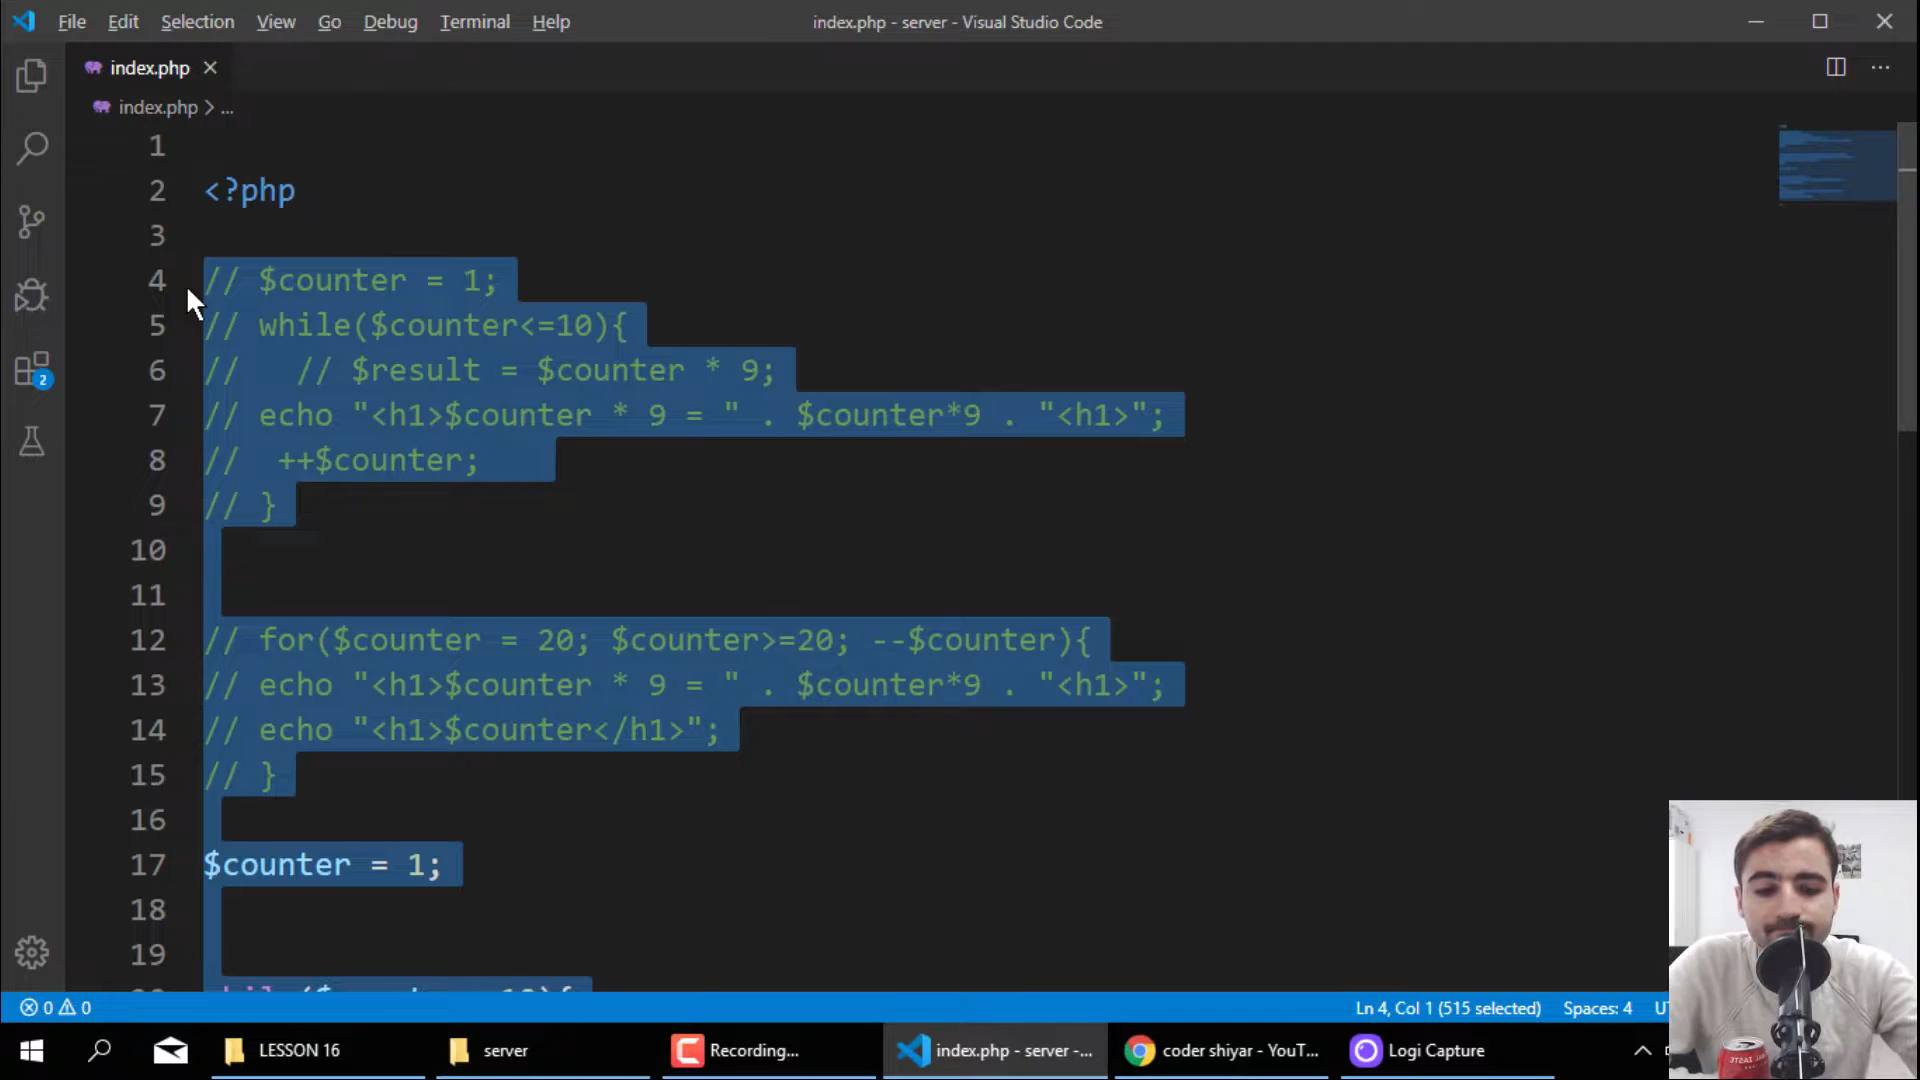 File Edit Selection View Go Debug Terminal Help index.php - server - Visual Studio Code
index.php
index.php > ...
1
2 <?php
3
4 // $counter = 1;
5 // while($counter<=10){
6 //   // $result = $counter * 9;
7 // echo "<h1>$counter * 9 = " . $counter*9 . "<h1>";
8 //  ++$counter;
9 // }
10
11
12 // for($counter = 20; $counter>=20; --$counter){
13 // echo "<h1>$counter * 9 = " . $counter*9 . "<h1>";
14 // echo "<h1>$counter</h1>";
15 // }
16
17 $counter = 1;
18
19
2
0 0 Ln 4, Col 1 (515 selected) Spaces: 4
LESSON 16 server Recording... index.php - server -... coder shiyar - YouT... Logi Capture